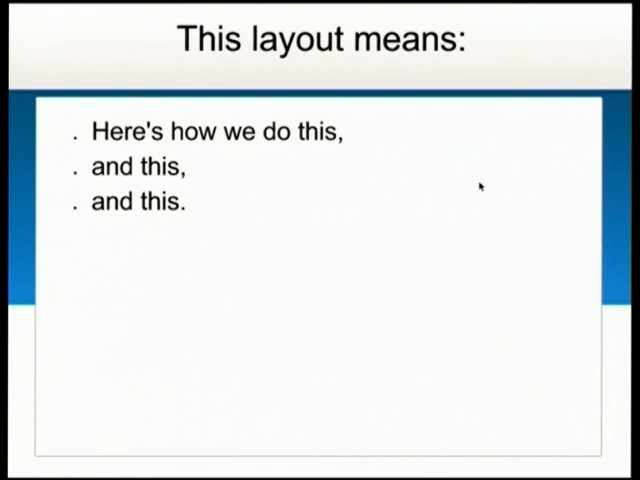 This layout means:
. Here's how we do this,
. and this,
. and this.